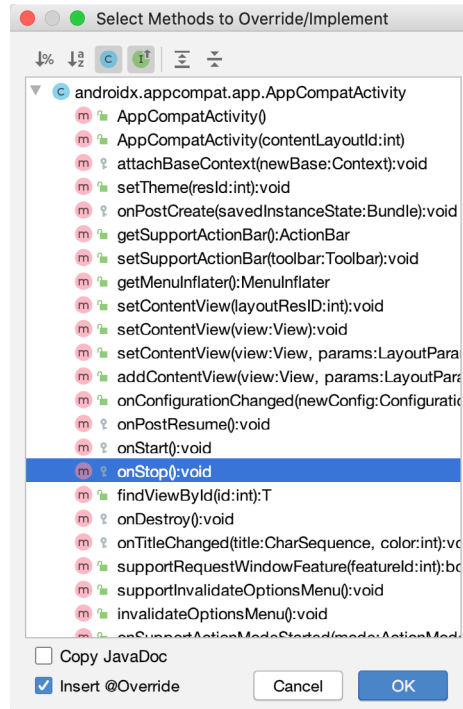 Select Methods to Override/Implement
androidx.appcompat.app.AppCompatActivity
AppCompatActivity()
AppCompatActivity(contentLayoutId:int)
attachBaseContext(newBase:Context):void
setTheme(resId:int):void
onPostCreate(savedInstanceState:Bundle):void
getSupportActionBar():ActionBar
setSupportActionBar(toolbar:Toolbar):void
getMenuInflater():MenuInflater
setContentView(layoutResID:int):void
setContentView(view:View):void
setContentView(view:View, params:LayoutPara
addContentView(view:View, params:LayoutPara
onConfigurationChanged(newConfig:Configuratic
onPostResume():void
onStart():void
onStop():void
findViewById(id:int):T
onDestroy():void
onTitleChanged(title:CharSequence, color:int):vo
supportRequestWindowFeature(featureId:int):bo
supportInvalidateOptionsMenu():void
invalidateOptionsMenu():void
onSupportActionModeStarted(mode:ActionMode
Copy JavaDoc
Insert @Override
Cancel OK